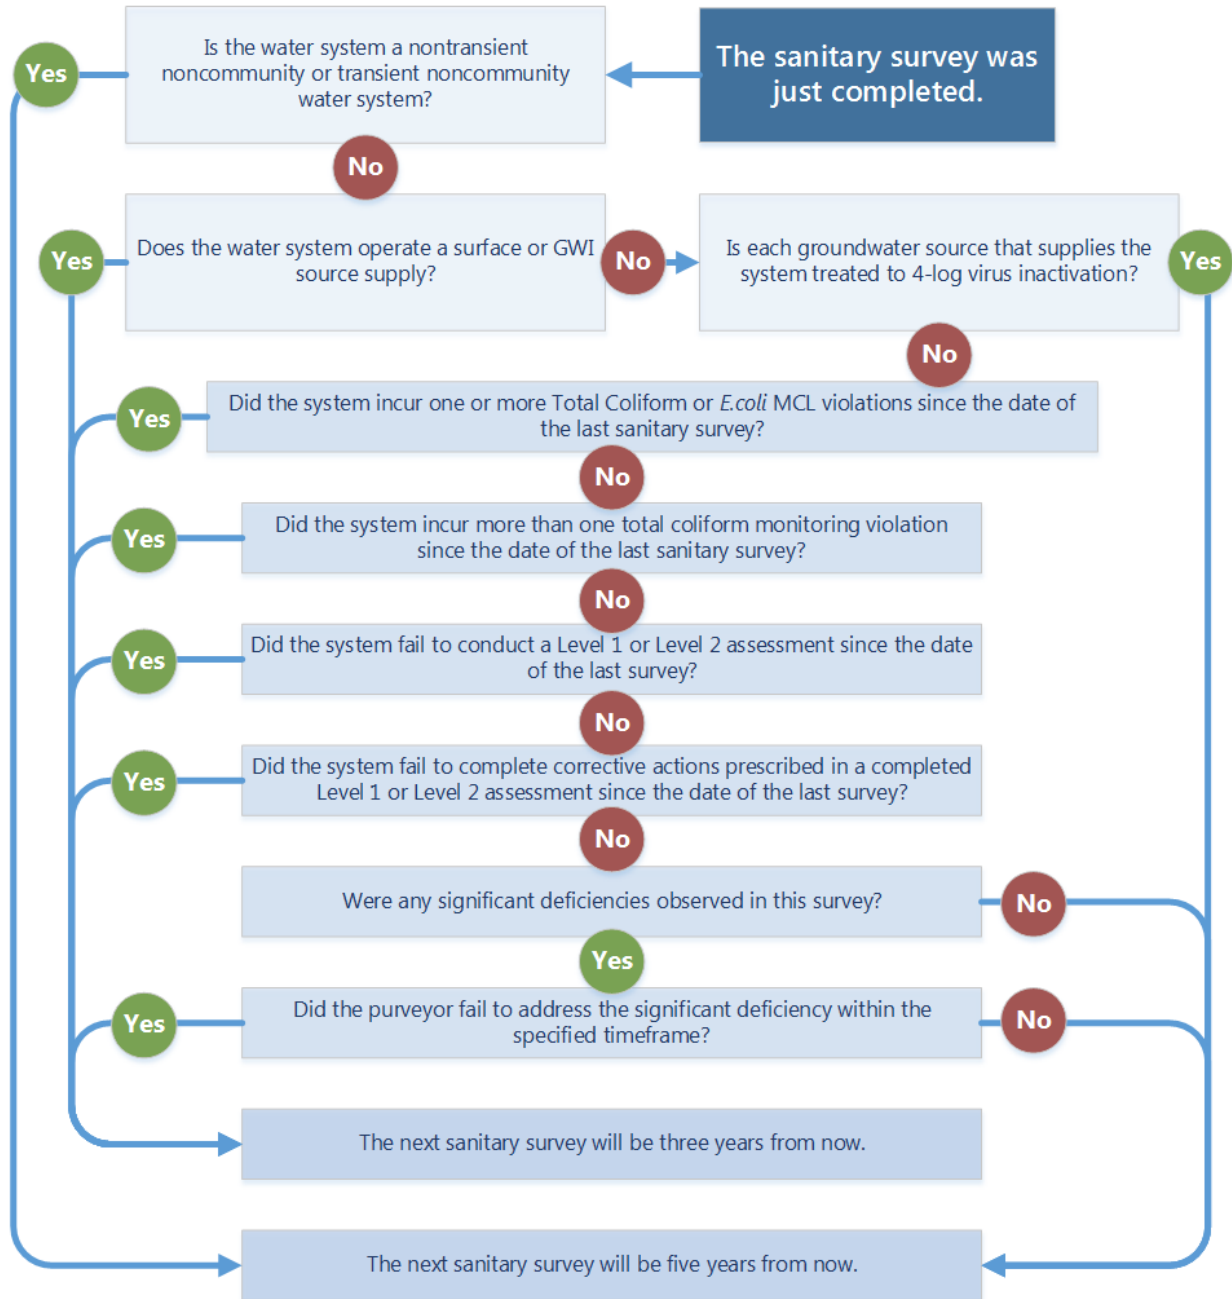 The sanitary survey was
just completed.
Is the water system a nontransient
noncommunity or transient noncommunity
water system?
Yes
No
Does the water system operate a surface or GWI
source supply?
Yes
No
Is each groundwater source that supplies the
system treated to 4-log virus inactivation?
Yes
No
Did the system incur one or more Total Coliform or E.coli MCL violations since the date of
the last sanitary survey?
Yes
No
Did the system incur more than one total coliform monitoring violation
since the date of the last sanitary survey?
Yes
No
Did the system fail to conduct a Level 1 or Level 2 assessment since the date
of the last survey?
Yes
No
Did the system fail to complete corrective actions prescribed in a completed
Level 1 or Level 2 assessment since the date of the last survey?
Yes
No
Were any significant deficiencies observed in this survey?
No
Yes
Did the purveyor fail to address the significant deficiency within the
specified timeframe?
Yes
No
The next sanitary survey will be three years from now.
The next sanitary survey will be five years from now.